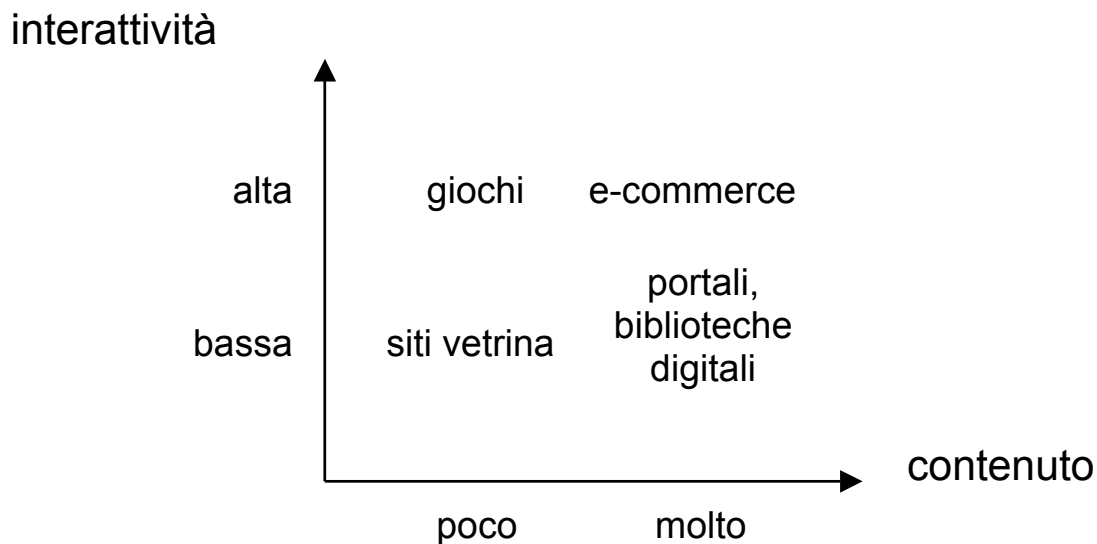 interattività
alta giochi e-commerce
portali,
biblioteche
bassa siti vetrina
digitali
contenuto
poco molto